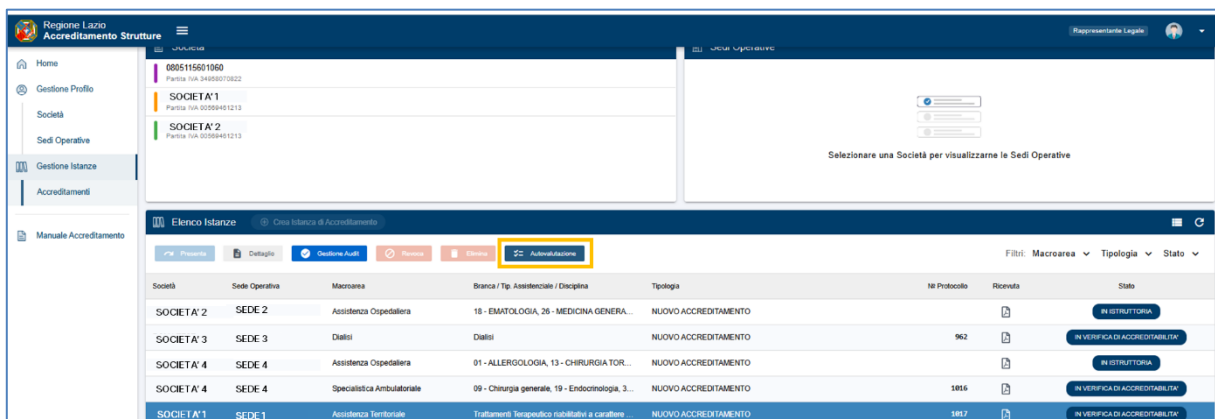 Regione Lazio
Accreditamento Strutture
Rappresentante Legale
Home
Gestione Profilo
Società
Sedi Operative
Gestione Istanze
Accreditamenti
Manuale Accreditamento
Società
0805115601060
Partita IVA 34958070822
SOCIETA'1
Partita IVA 00569461213
SOCIETA' 2
Partita IVA 00569461213
Sedi Operative
Selezionare una Società per visualizzarne le Sedi Operative
Elenco Istanze Crea Istanza di Accreditamento
Presenta Dettaglio Gestione Audit Revoca Elimina Autovalutazione Filtri: Macroarea Tipologia Stato
Società Sede Operativa Macroarea Branca / Tip. Assistenziale / Disciplina Tipologia N# Protocollo Ricevuta Stato
SOCIETA' 2 SEDE 2 Assistenza Ospedaliera 18 - EMATOLOGIA, 26 - MEDICINA GENERA... NUOVO ACCREDITAMENTO IN ISTRUTTORIA
SOCIETA' 3 SEDE 3 Dialisi Dialisi NUOVO ACCREDITAMENTO 962 IN VERIFICA DI ACCREDITABILITA'
SOCIETA' 4 SEDE 4 Assistenza Ospedaliera 01 - ALLERGOLOGIA, 13 - CHIRURGIA TOR... NUOVO ACCREDITAMENTO IN ISTRUTTORIA
SOCIETA' 4 SEDE 4 Specialistica Ambulatoriale 09 - Chirurgia generale, 19 - Endocrinologia, 3... NUOVO ACCREDITAMENTO 1016 IN VERIFICA DI ACCREDITABILITA'
SOCIETA'1 SEDE1 Assistenza Territoriale Trattamenti Terapeutico riabilitativi a carattere ... NUOVO ACCREDITAMENTO 1017 IN VERIFICA DI ACCREDITABILITA'